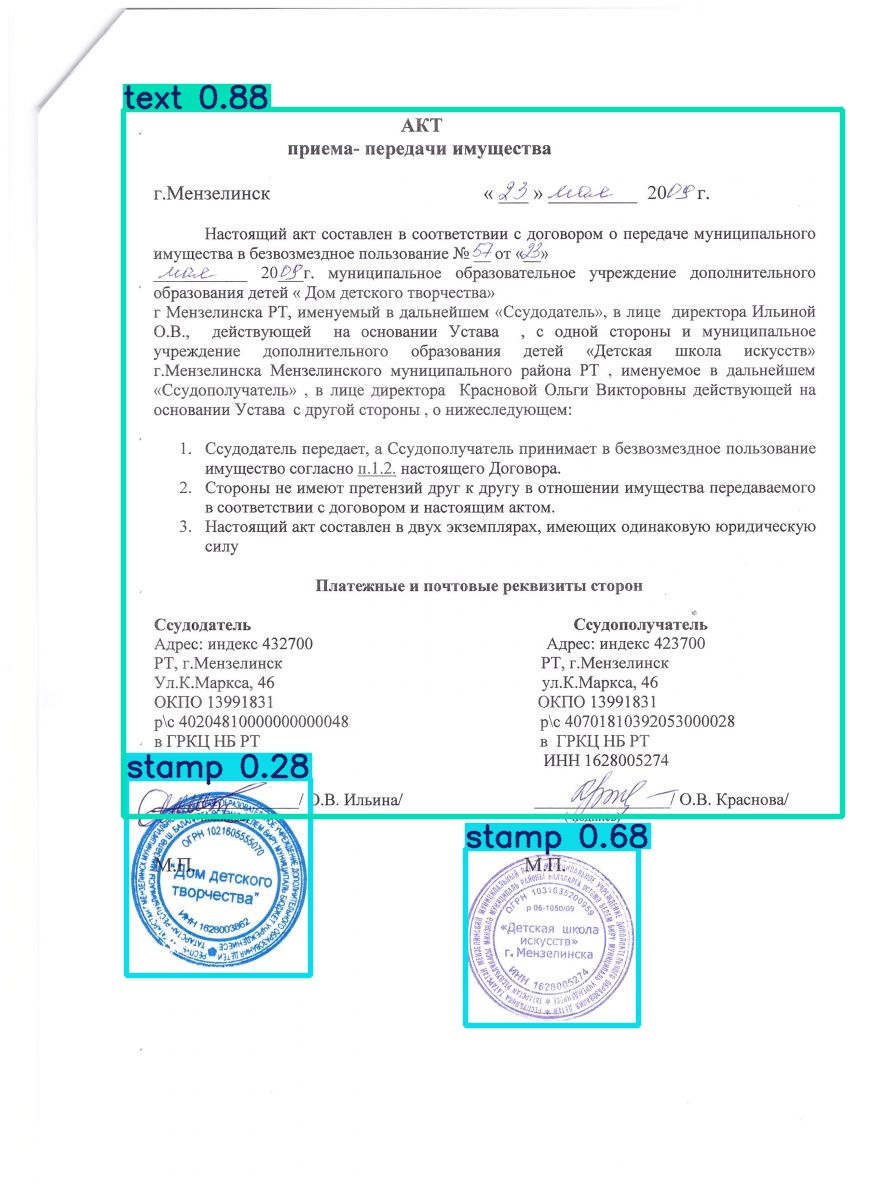 text 0.88
АКТ
приема- передачи имущества
г.Мензелинск « 23 » мая 2009 г.
Настоящий акт составлен в соответствии с договором о передаче муниципального
имущества в безвозмездное пользование № 57 от «23»
мая 2009г. муниципальное образовательное учреждение дополнительного
образования детей « Дом детского творчества»
г Мензелинска РТ, именуемый в дальнейшем «Ссудодатель», в лице директора Ильиной
О.В., действующей на основании Устава , с одной стороны и муниципальное
учреждение дополнительного образования детей «Детская школа искусств»
г.Мензелинска Мензелинского муниципального района РТ , именуемое в дальнейшем
«Ссудополучатель» , в лице директора Красновой Ольги Викторовны действующей на
основании Устава с другой стороны , о нижеследующем:
1. Ссудодатель передает, а Ссудополучатель принимает в безвозмездное пользование
имущество согласно п.1.2. настоящего Договора.
2. Стороны не имеют претензий друг к другу в отношении имущества передаваемого
в соответствии с договором и настоящим актом.
3. Настоящий акт составлен в двух экземплярах, имеющих одинаковую юридическую
силу
Платежные и почтовые реквизиты сторон
Ссудодатель Ссудополучатель
Адрес: индекс 432700 Адрес: индекс 423700
РТ, г.Мензелинск РТ, г.Мензелинск
Ул.К.Маркса, 46 ул.К.Маркса, 46
ОКПО 13991831 ОКПО 13991831
р\с 40204810000000000048 р\с 40701810392053000028
в ГРКЦ НБ РТ в ГРКЦ НБ РТ
ИНН 1628005274
stamp 0.28
/ О.В. Ильина/ / О.В. Краснова/
stamp 0.68
М.П. М.П.
ОГРН 1021605555070
"Дом детского
творчества"
ИНН 1628003862
р 06-1050/09
«Детская школа
искусств»
г. Мензелинска
ИНН 1628005274